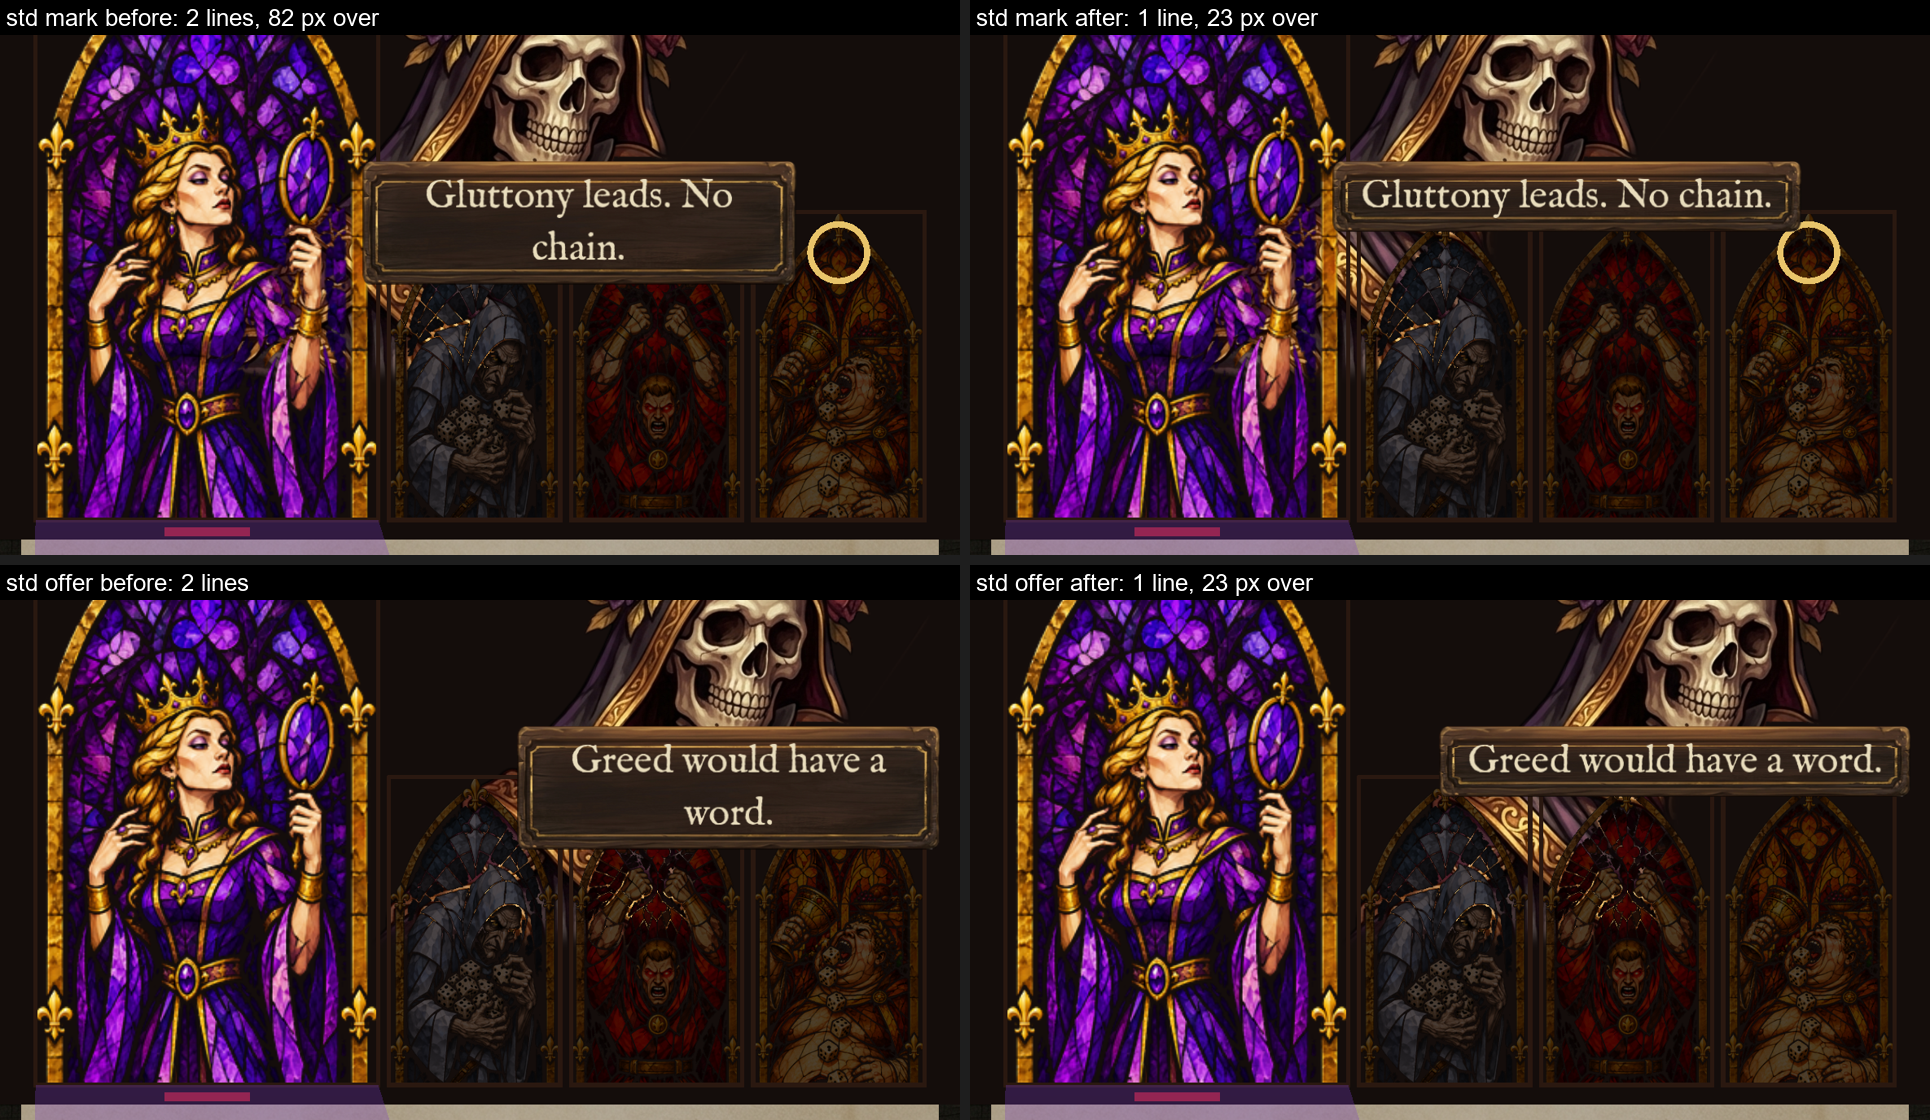 std mark before: 2 lines, 82 px over
Gluttony leads. No
chain.
std mark after: 1 line, 23 px over
Gluttony leads. No chain.
std offer before: 2 lines
Greed would have a
word.
std offer after: 1 line, 23 px over
Greed would have a word.